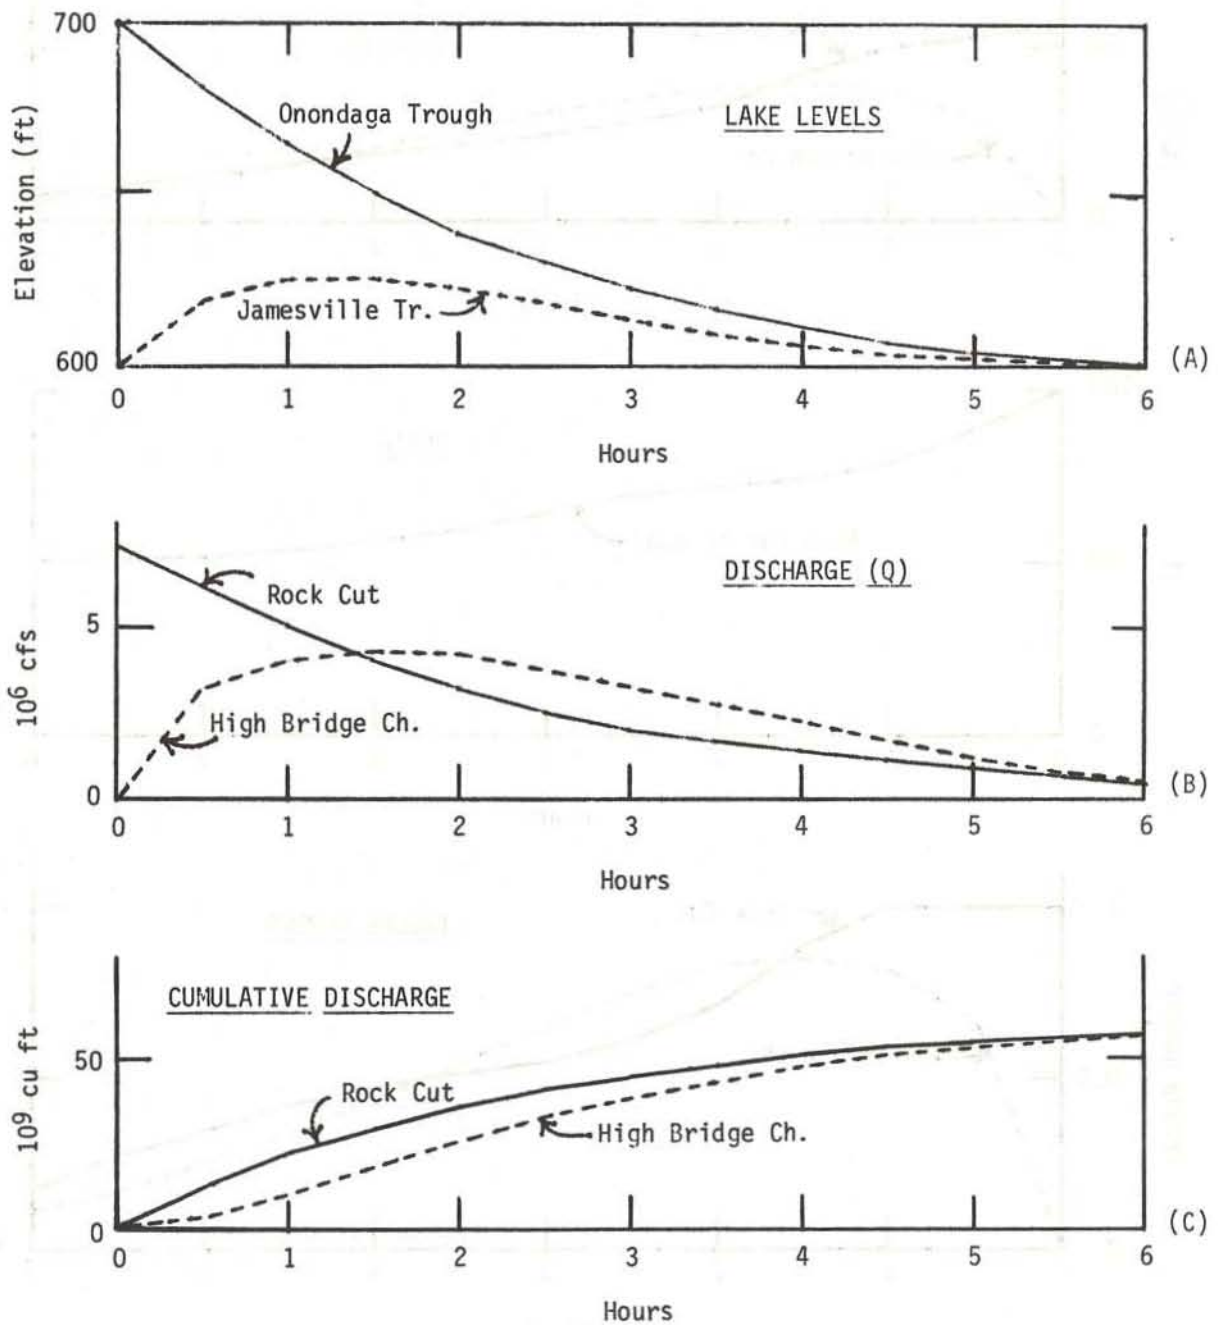 700
Onondaga Trough
LAKE LEVELS
Elevation (ft)
Jamesville Tr.
600
(A)
0 1 2 3 4 5 6
Hours
DISCHARGE (Q)
Rock Cut
5
10⁶ cfs
High Bridge Ch.
0
(B)
0 1 2 3 4 5 6
Hours
CUMULATIVE DISCHARGE
50
10⁹ cu ft
Rock Cut
High Bridge Ch.
0
(C)
0 1 2 3 4 5 6
Hours